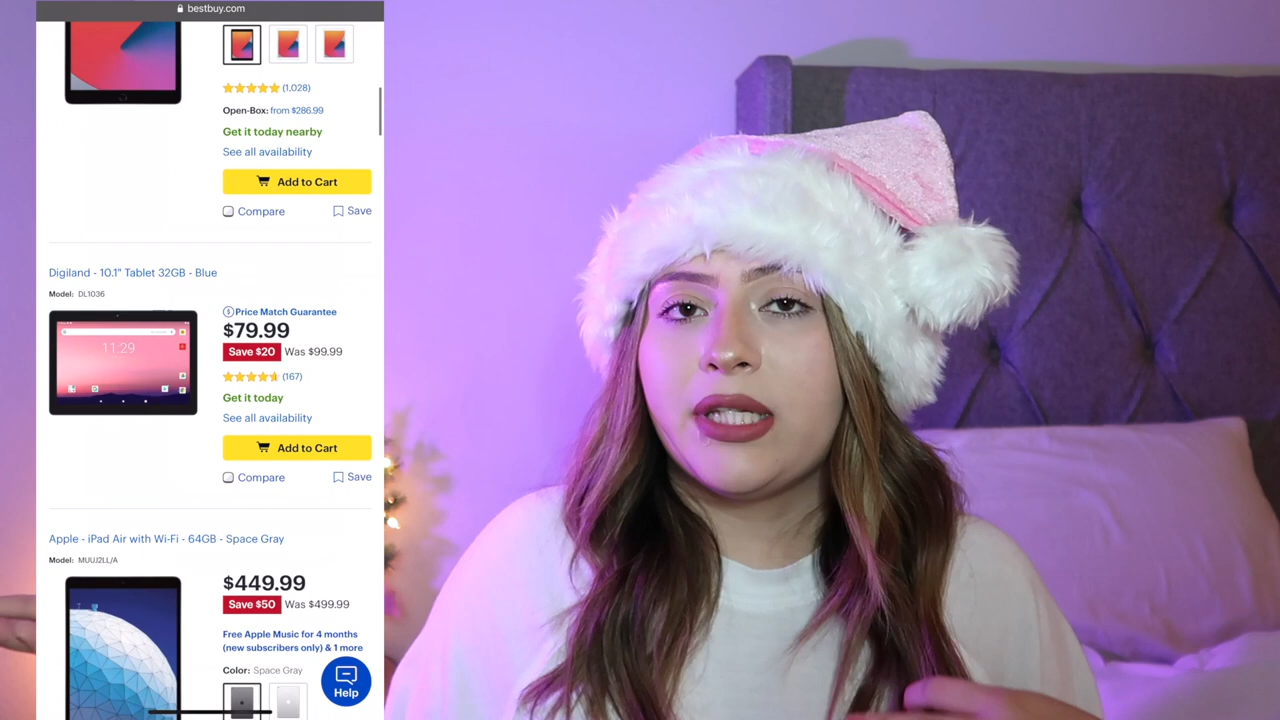 bestbuy.com
(1,028)
Open-Box: from $286.99
Get it today nearby
See all availability
Add to Cart
Compare
Save
Digiland - 10.1" Tablet 32GB - Blue
Model: DL1036
Price Match Guarantee
$79.99
Save $20 Was $99.99
11:29
(167)
Get it today
See all availability
Add to Cart
Compare
Save
Apple - iPad Air with Wi-Fi - 64GB - Space Gray
Model: MUUJ2LL/A
$449.99
Save $50 Was $499.99
Free Apple Music for 4 months
(new subscribers only) & 1 more
Color: Space Gray
Help